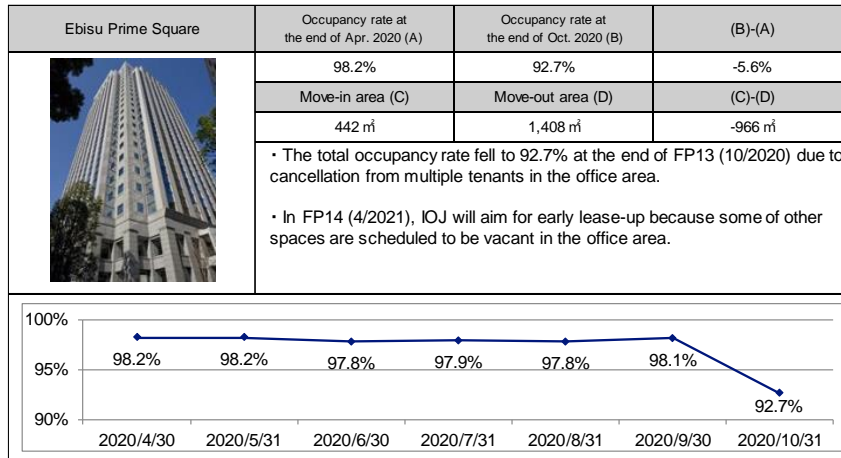 Ebisu Prime Square
Occupancy rate at
the end of Apr. 2020 (A)
Occupancy rate at
the end of Oct. 2020 (B)
(B)-(A)
98.2%
92.7%
-5.6%
Move-in area (C)
Move-out area (D)
(C)-(D)
442 ㎡
1,408 ㎡
-966 ㎡
・The total occupancy rate fell to 92.7% at the end of FP13 (10/2020) due to
cancellation from multiple tenants in the office area.
・In FP14 (4/2021), IOJ will aim for early lease-up because some of other
spaces are scheduled to be vacant in the office area.
100%
95%
90%
98.2%
98.2%
97.8%
97.9%
97.8%
98.1%
92.7%
2020/4/30
2020/5/31
2020/6/30
2020/7/31
2020/8/31
2020/9/30
2020/10/31